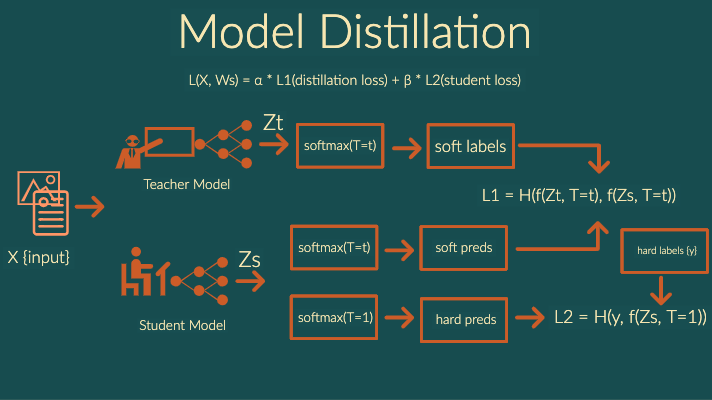 Model Distillation
L(X, Ws) = α * L1(distillation loss) + β * L2(student loss)
Zt
softmax(T=t)
soft labels
Teacher Model
L1 = H(f(Zt, T=t), f(Zs, T=t))
X {input}
Zs
softmax(T=t)
soft preds
hard labels {y}
Student Model
softmax(T=1)
hard preds
L2 = H(y, f(Zs, T=1))